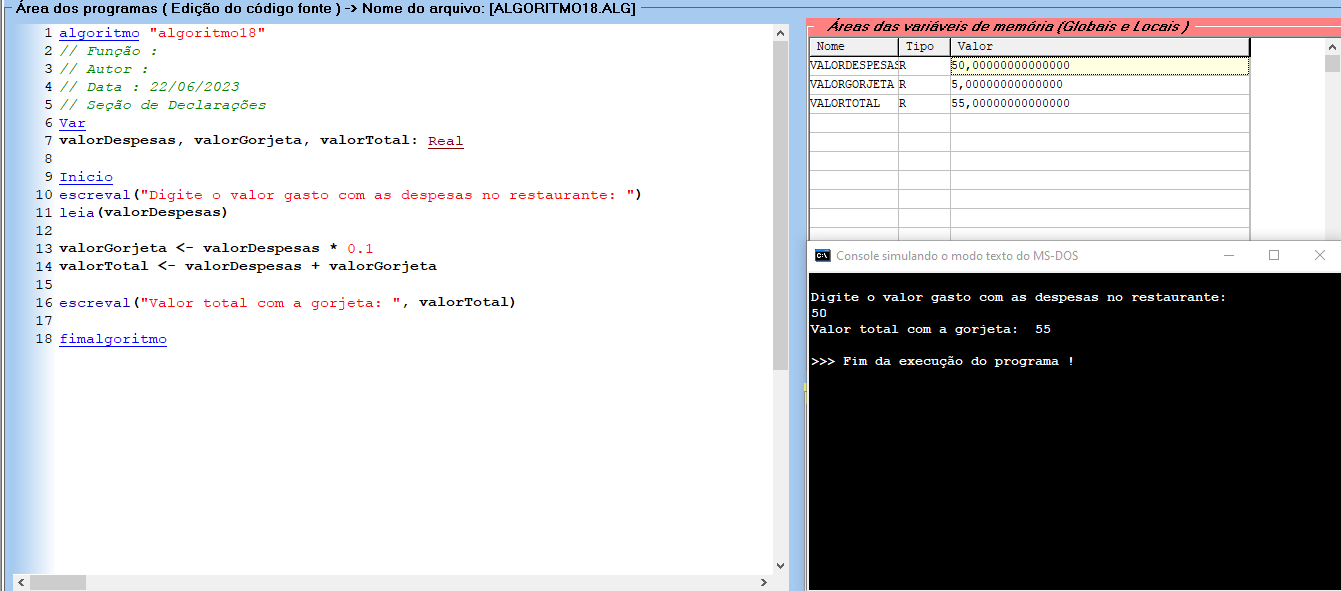 Área dos programas ( Edição do código fonte ) -> Nome do arquivo: [ALGORITMO18.ALG]
1 algoritmo "algoritmo18"
2 // Função :
3 // Autor :
4 // Data : 22/06/2023
5 // Seção de Declarações
6 Var
7 valorDespesas, valorGorjeta, valorTotal: Real
8
9 Inicio
10 escreval("Digite o valor gasto com as despesas no restaurante: ")
11 leia(valorDespesas)
12
13 valorGorjeta <- valorDespesas * 0.1
14 valorTotal <- valorDespesas + valorGorjeta
15
16 escreval("Valor total com a gorjeta: ", valorTotal)
17
18 fimalgoritmo
Áreas das variáveis de memória (Globais e Locais )
Nome Tipo Valor
VALORDESPESAS R 50,00000000000000
VALORGORJETA R 5,00000000000000
VALORTOTAL R 55,00000000000000
C:\ Console simulando o modo texto do MS-DOS
Digite o valor gasto com as despesas no restaurante:
50
Valor total com a gorjeta:  55
>>> Fim da execução do programa !